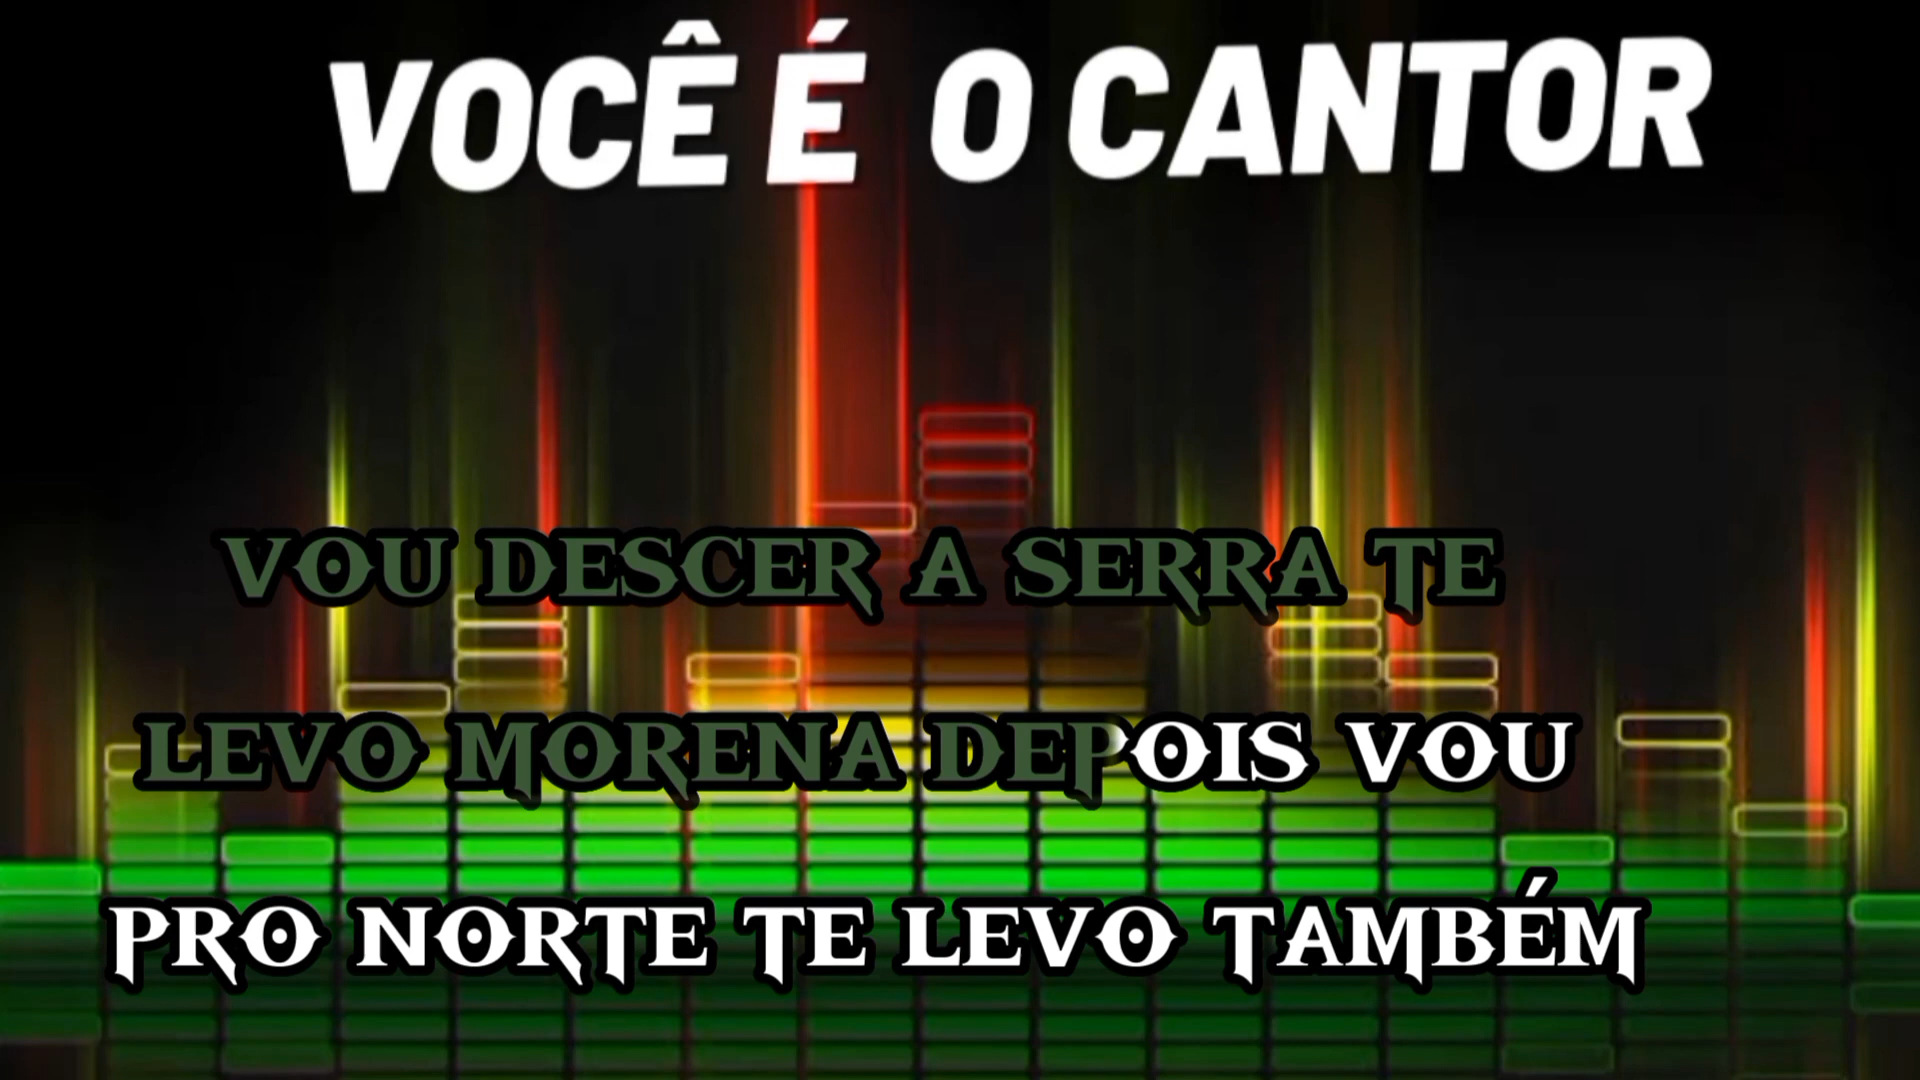 VOCÊ É O CANTOR
VOU DESCER A SERRA TE
LEVO MORENA DEPOIS VOU
PRO NORTE TE LEVO TAMBÉM